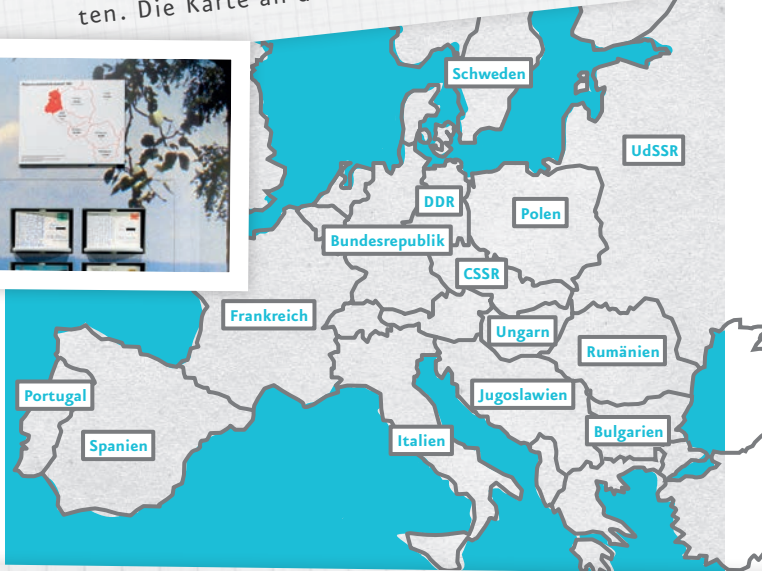 ten. Die Karte an d
Schweden
UdSSR
DDR
Polen
Bundesrepublik
CSSR
Frankreich
Ungarn
Rumänien
Jugoslawien
Portugal
Bulgarien
Italien
Spanien